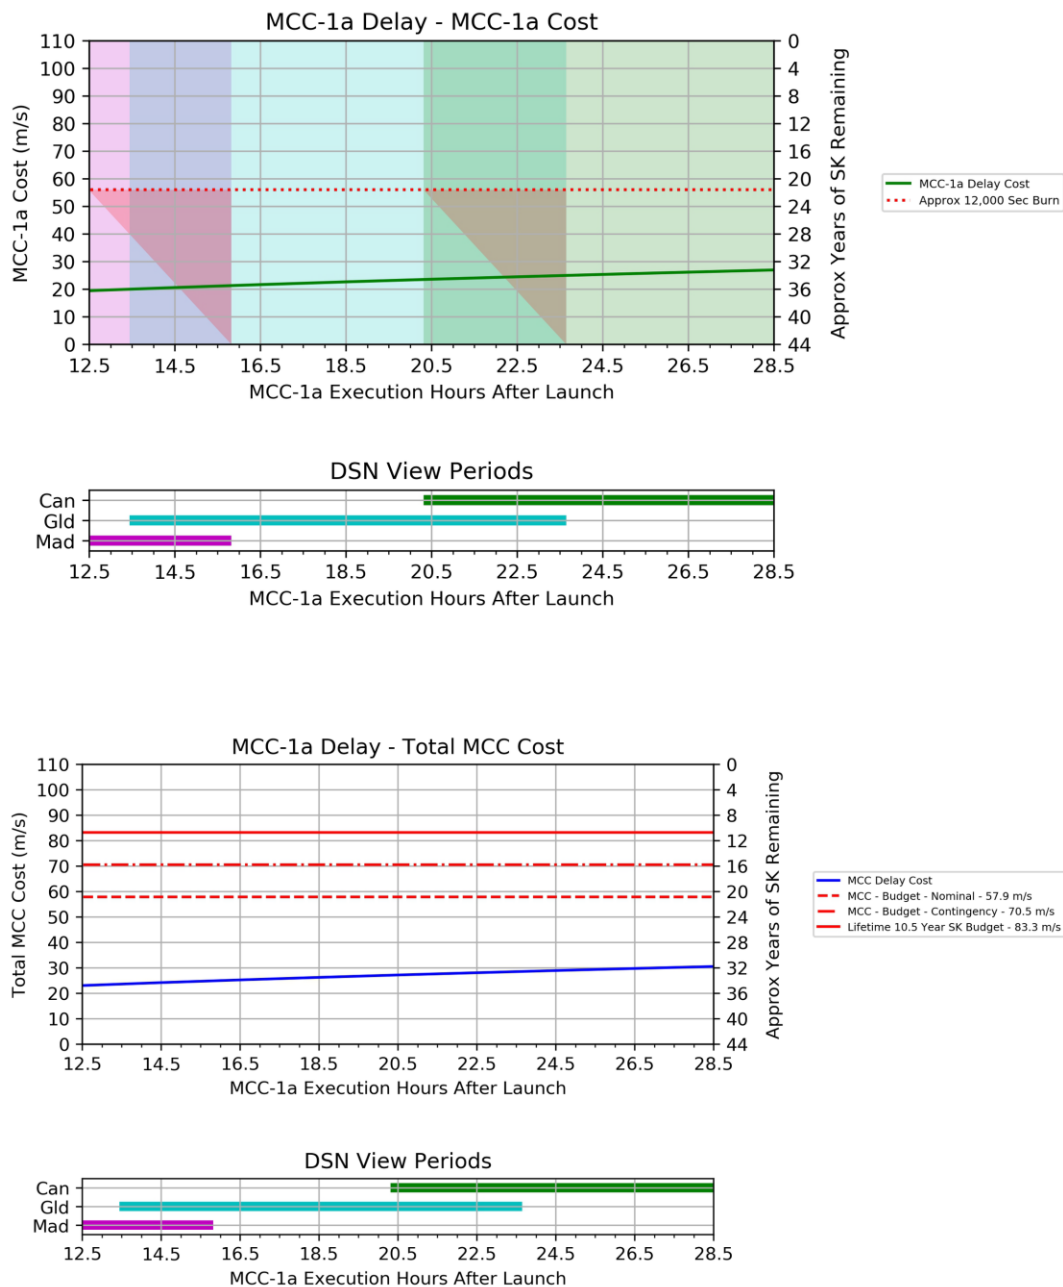 MCC-1a Delay - MCC-1a Cost
MCC-1a Cost (m/s)
110
100
90
80
70
60
50
40
30
20
10
0
0
4
8
12
16
20
24
28
32
36
40
44
Approx Years of SK Remaining
12.5 14.5 16.5 18.5 20.5 22.5 24.5 26.5 28.5
MCC-1a Execution Hours After Launch
MCC-1a Delay Cost
Approx 12,000 Sec Burn
DSN View Periods
Can
Gld
Mad
12.5 14.5 16.5 18.5 20.5 22.5 24.5 26.5 28.5
MCC-1a Execution Hours After Launch
MCC-1a Delay - Total MCC Cost
Total MCC Cost (m/s)
110
100
90
80
70
60
50
40
30
20
10
0
0
4
8
12
16
20
24
28
32
36
40
44
Approx Years of SK Remaining
12.5 14.5 16.5 18.5 20.5 22.5 24.5 26.5 28.5
MCC-1a Execution Hours After Launch
MCC Delay Cost
MCC - Budget - Nominal - 57.9 m/s
MCC - Budget - Contingency - 70.5 m/s
Lifetime 10.5 Year SK Budget - 83.3 m/s
DSN View Periods
Can
Gld
Mad
12.5 14.5 16.5 18.5 20.5 22.5 24.5 26.5 28.5
MCC-1a Execution Hours After Launch